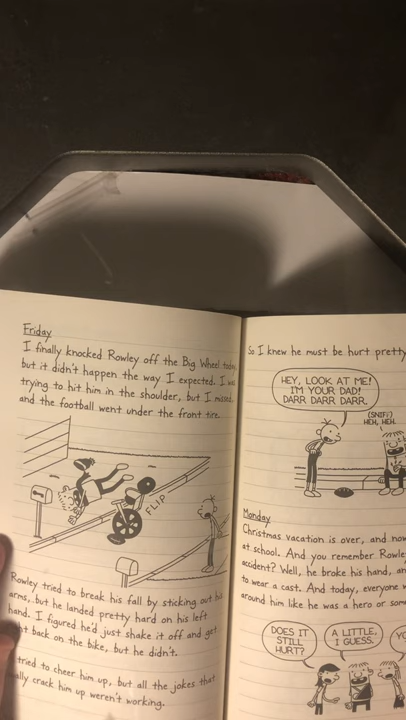 Friday
I finally knocked Rowley off the Big Wheel today,
but it didn't happen the way I expected. I was
trying to hit him in the shoulder, but I missed,
and the football went under the front tire.
FLIP
Rowley tried to break his fall by sticking out his
arms, but he landed pretty hard on his left
hand. I figured he'd just shake it off and get
back on the bike, but he didn't.
tried to cheer him up, but all the jokes that
crack him up weren't working.
So I knew he must be hurt pretty
HEY, LOOK AT ME!
I'M YOUR DAD!
DARR DARR DARR.
(SNIFF)
HEH, HEH.
Monday
Christmas vacation is over, and now
at school. And you remember
accident? Well, he broke his hand,
to wear a cast. And today, everyone
around him like he was a hero or
DOES IT
STILL
HURT?
A LITTLE,
I GUESS.